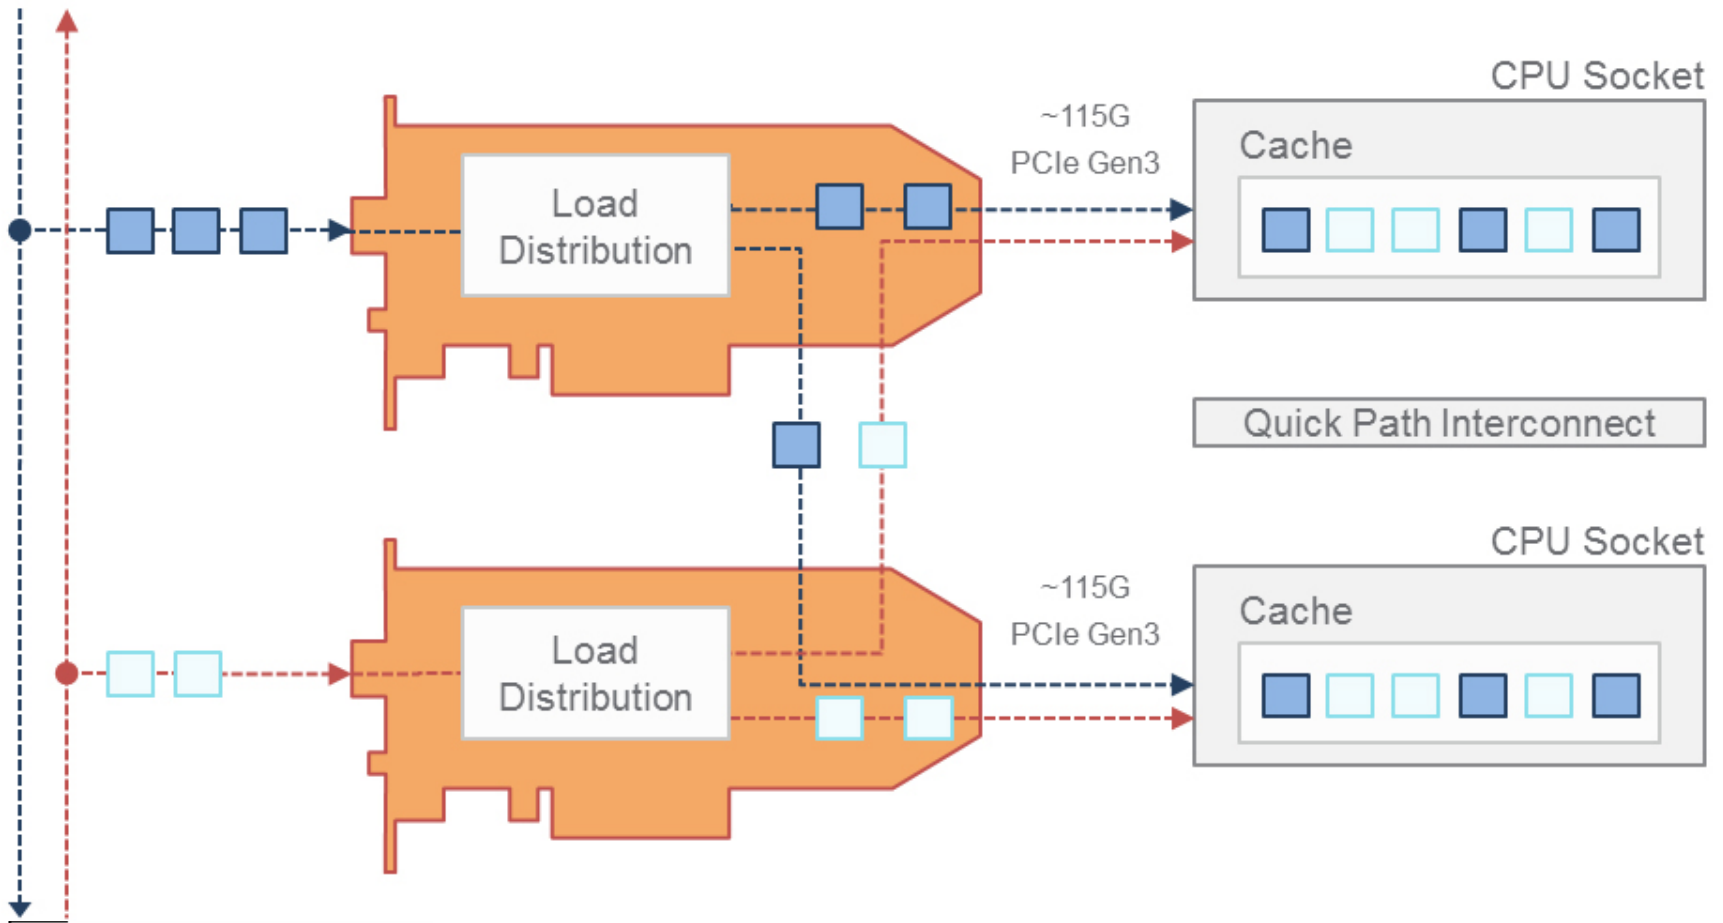 CPU Socket
~115G
PCIe Gen3
Cache
Load
Distribution
Quick Path Interconnect
CPU Socket
~115G
PCIe Gen3
Cache
Load
Distribution